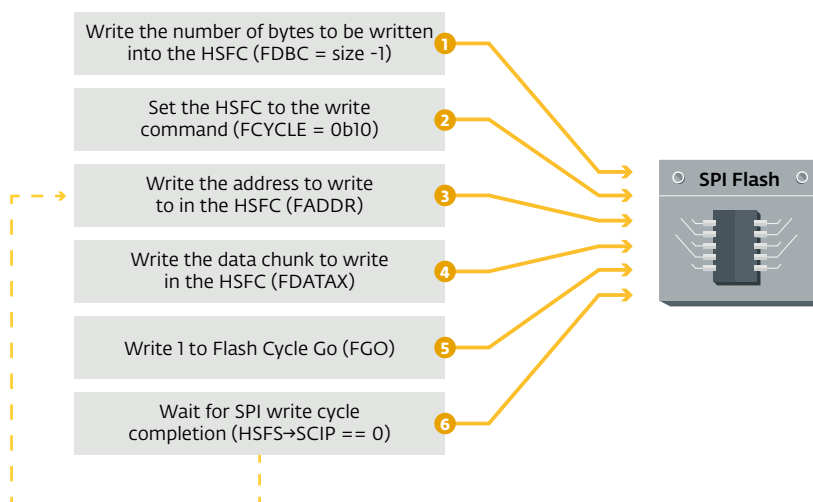 Write the number of bytes to be written
into the HSFC (FDBC = size -1)
1
Set the HSFC to the write
command (FCYCLE = 0b10)
2
Write the address to write
to in the HSFC (FADDR)
3
Write the data chunk to write
in the HSFC (FDATAX)
4
Write 1 to Flash Cycle Go (FGO)
5
Wait for SPI write cycle
completion (HSFS→SCIP == 0)
6
SPI Flash